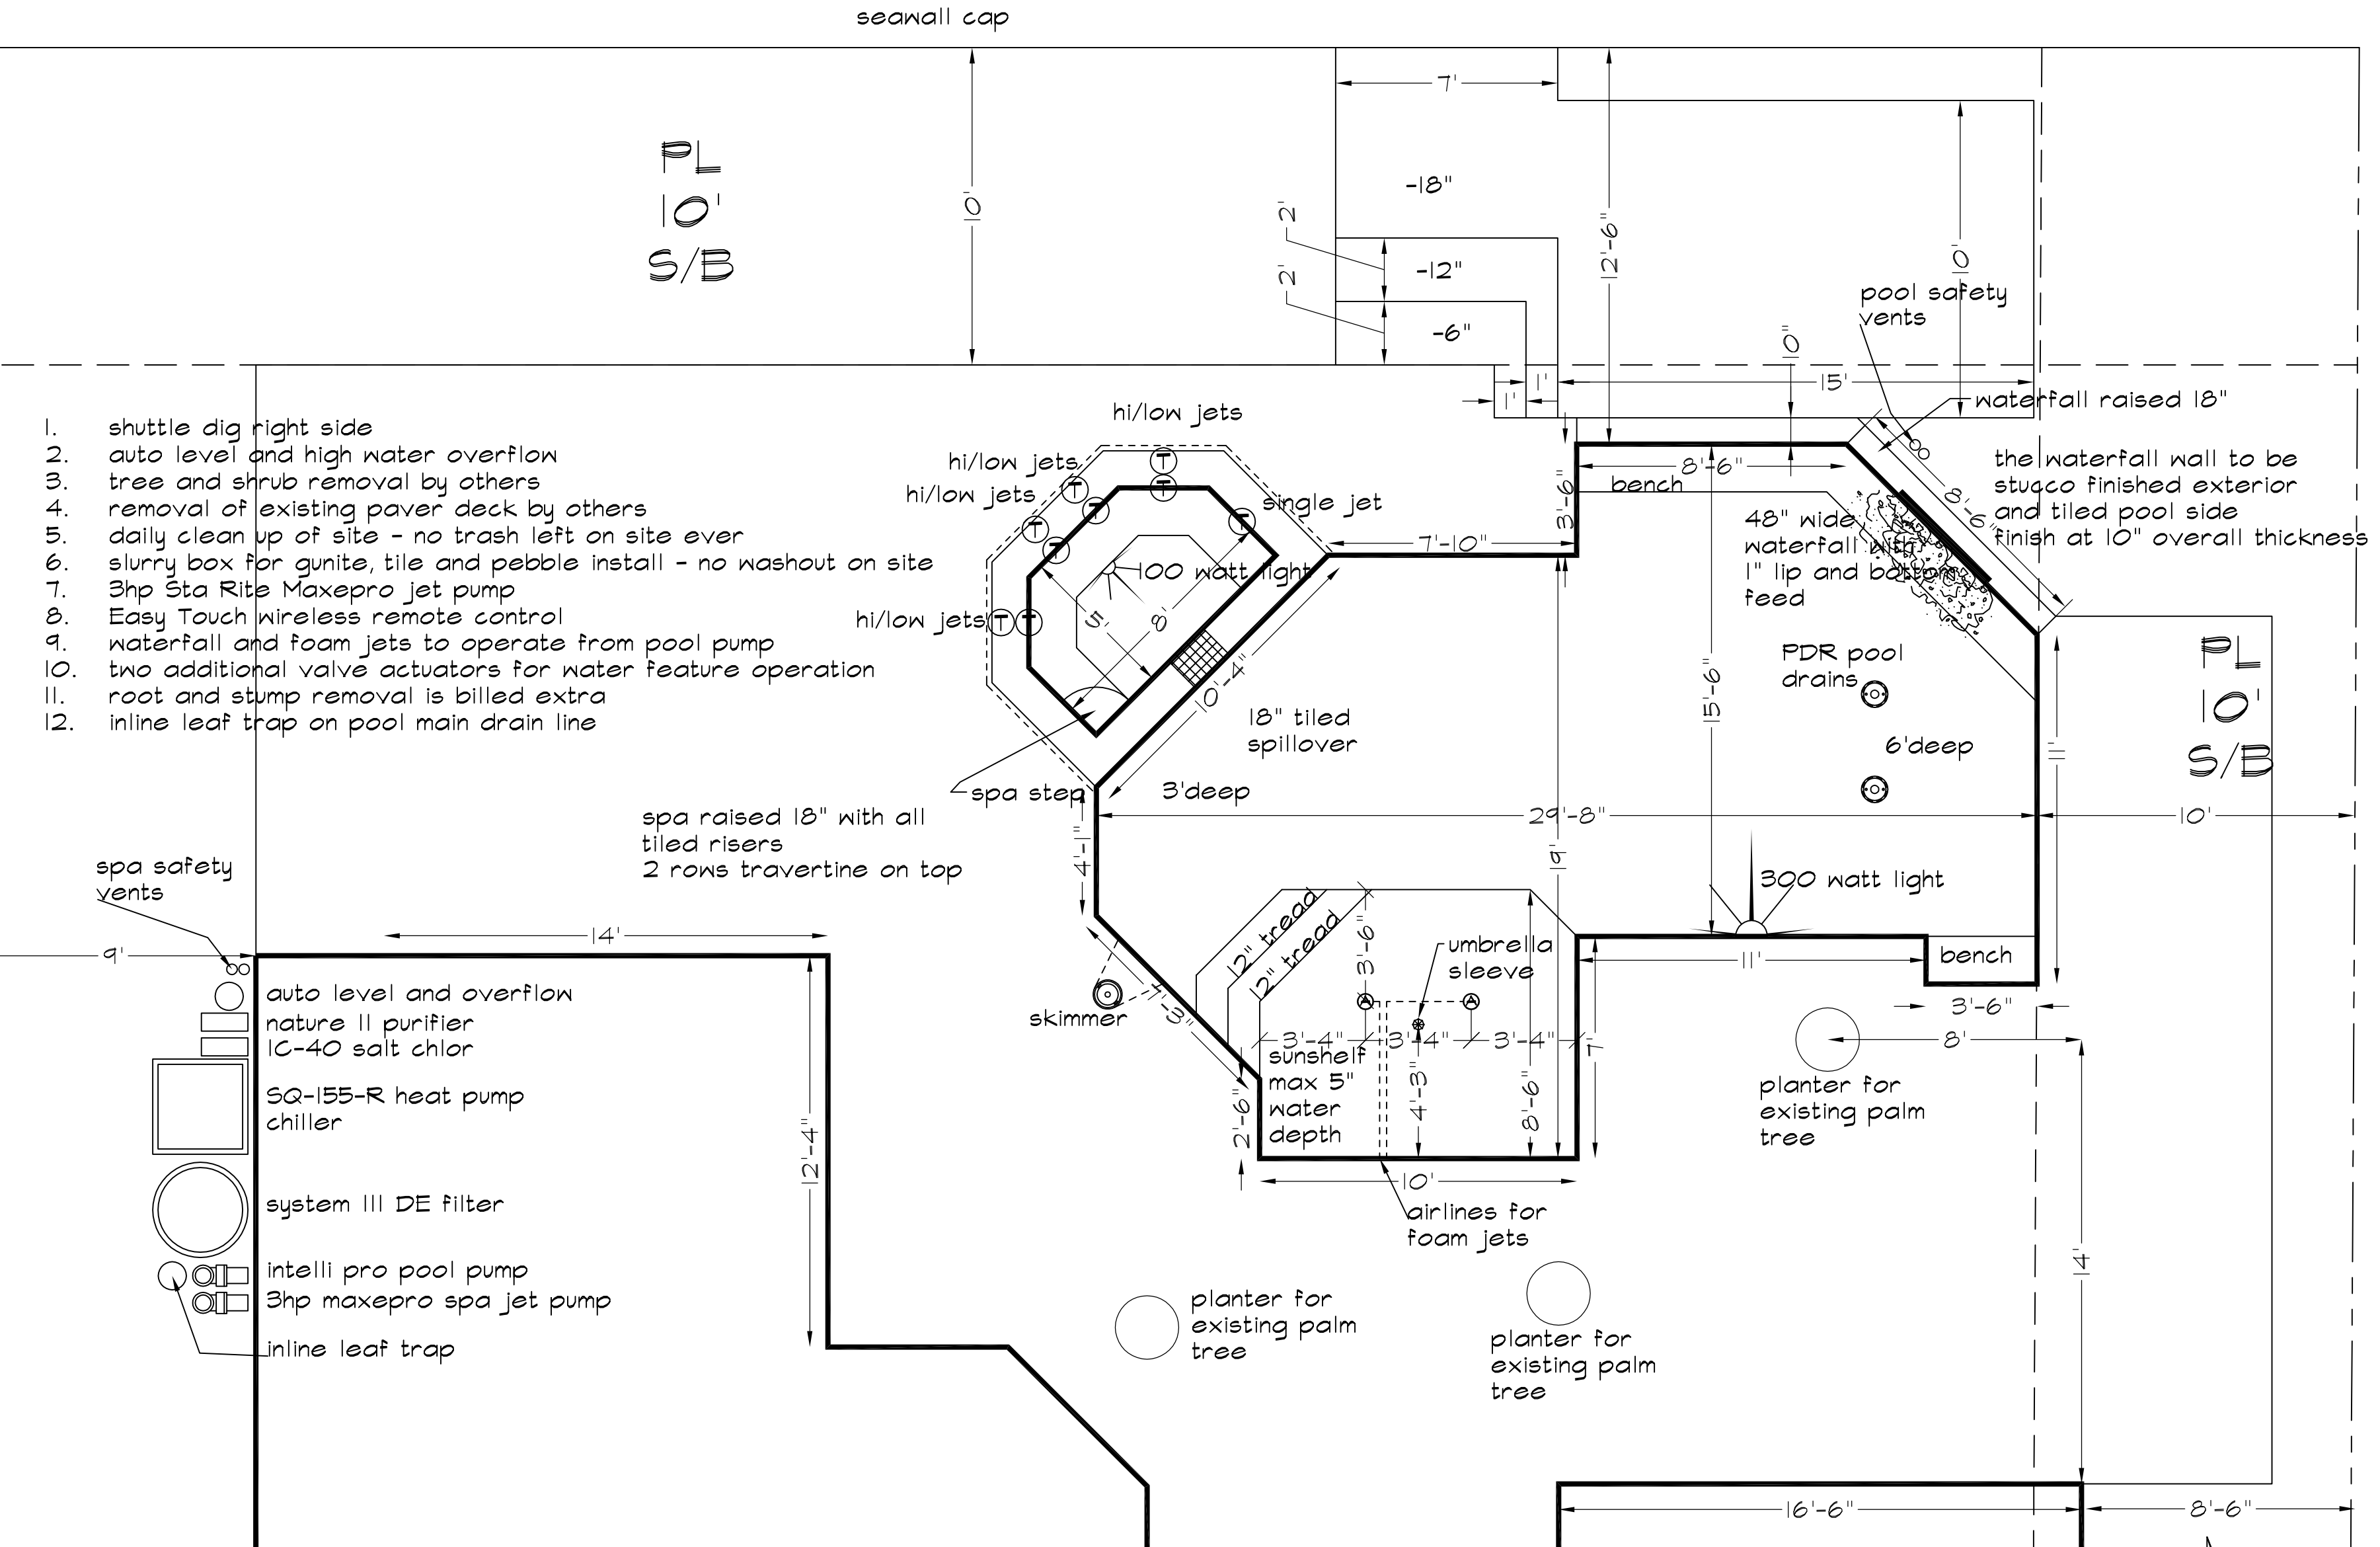 seawall cap
7'
PL
10'
S/B
10'
-18"
2'
-12"
2'
-6"
12'-6"
10'
pool safety
vents
10"
1'
15'
1'
waterfall raised 18"
1. shuttle dig right side
2. auto level and high water overflow
3. tree and shrub removal by others
4. removal of existing paver deck by others
5. daily clean up of site - no trash left on site ever
6. slurry box for gunite, tile and pebble install - no washout on site
7. 3hp Sta Rite Maxepro jet pump
8. Easy Touch wireless remote control
9. waterfall and foam jets to operate from pool pump
10. two additional valve actuators for water feature operation
11. root and stump removal is billed extra
12. inline leaf trap on pool main drain line
hi/low jets
hi/low jets
hi/low jets
single jet
hi/low jets
100 watt light
5'
8'
10'-4"
7'-10"
3'-6"
8'-6"
bench
8'-6"
the waterfall wall to be
stucco finished exterior
and tiled pool side
finish at 10" overall thickness
48" wide
waterfall with
1" lip and bottom
feed
PDR pool
drains
15'-6"
6'deep
11'
PL
10'
S/B
18" tiled
spillover
spa step
3'deep
29'-8"
10'
spa raised 18" with all
tiled risers
2 rows travertine on top
4'-1"
19'
300 watt light
spa safety
vents
9'
14'
12" tread
12" tread
3'-6"
umbrella
sleeve
11'
bench
3'-6"
8'
skimmer
3'-4"
3'-4"
3'-4"
7'
sunshelf
max 5"
water
depth
4'-3"
8'-6"
2'-6"
10'
airlines for
foam jets
planter for
existing palm
tree
auto level and overflow
nature II purifier
IC-40 salt chlor
SQ-155-R heat pump
chiller
12'-4"
system III DE filter
intelli pro pool pump
3hp maxepro spa jet pump
inline leaf trap
planter for
existing palm
tree
planter for
existing palm
tree
14'
16'-6"
8'-6"